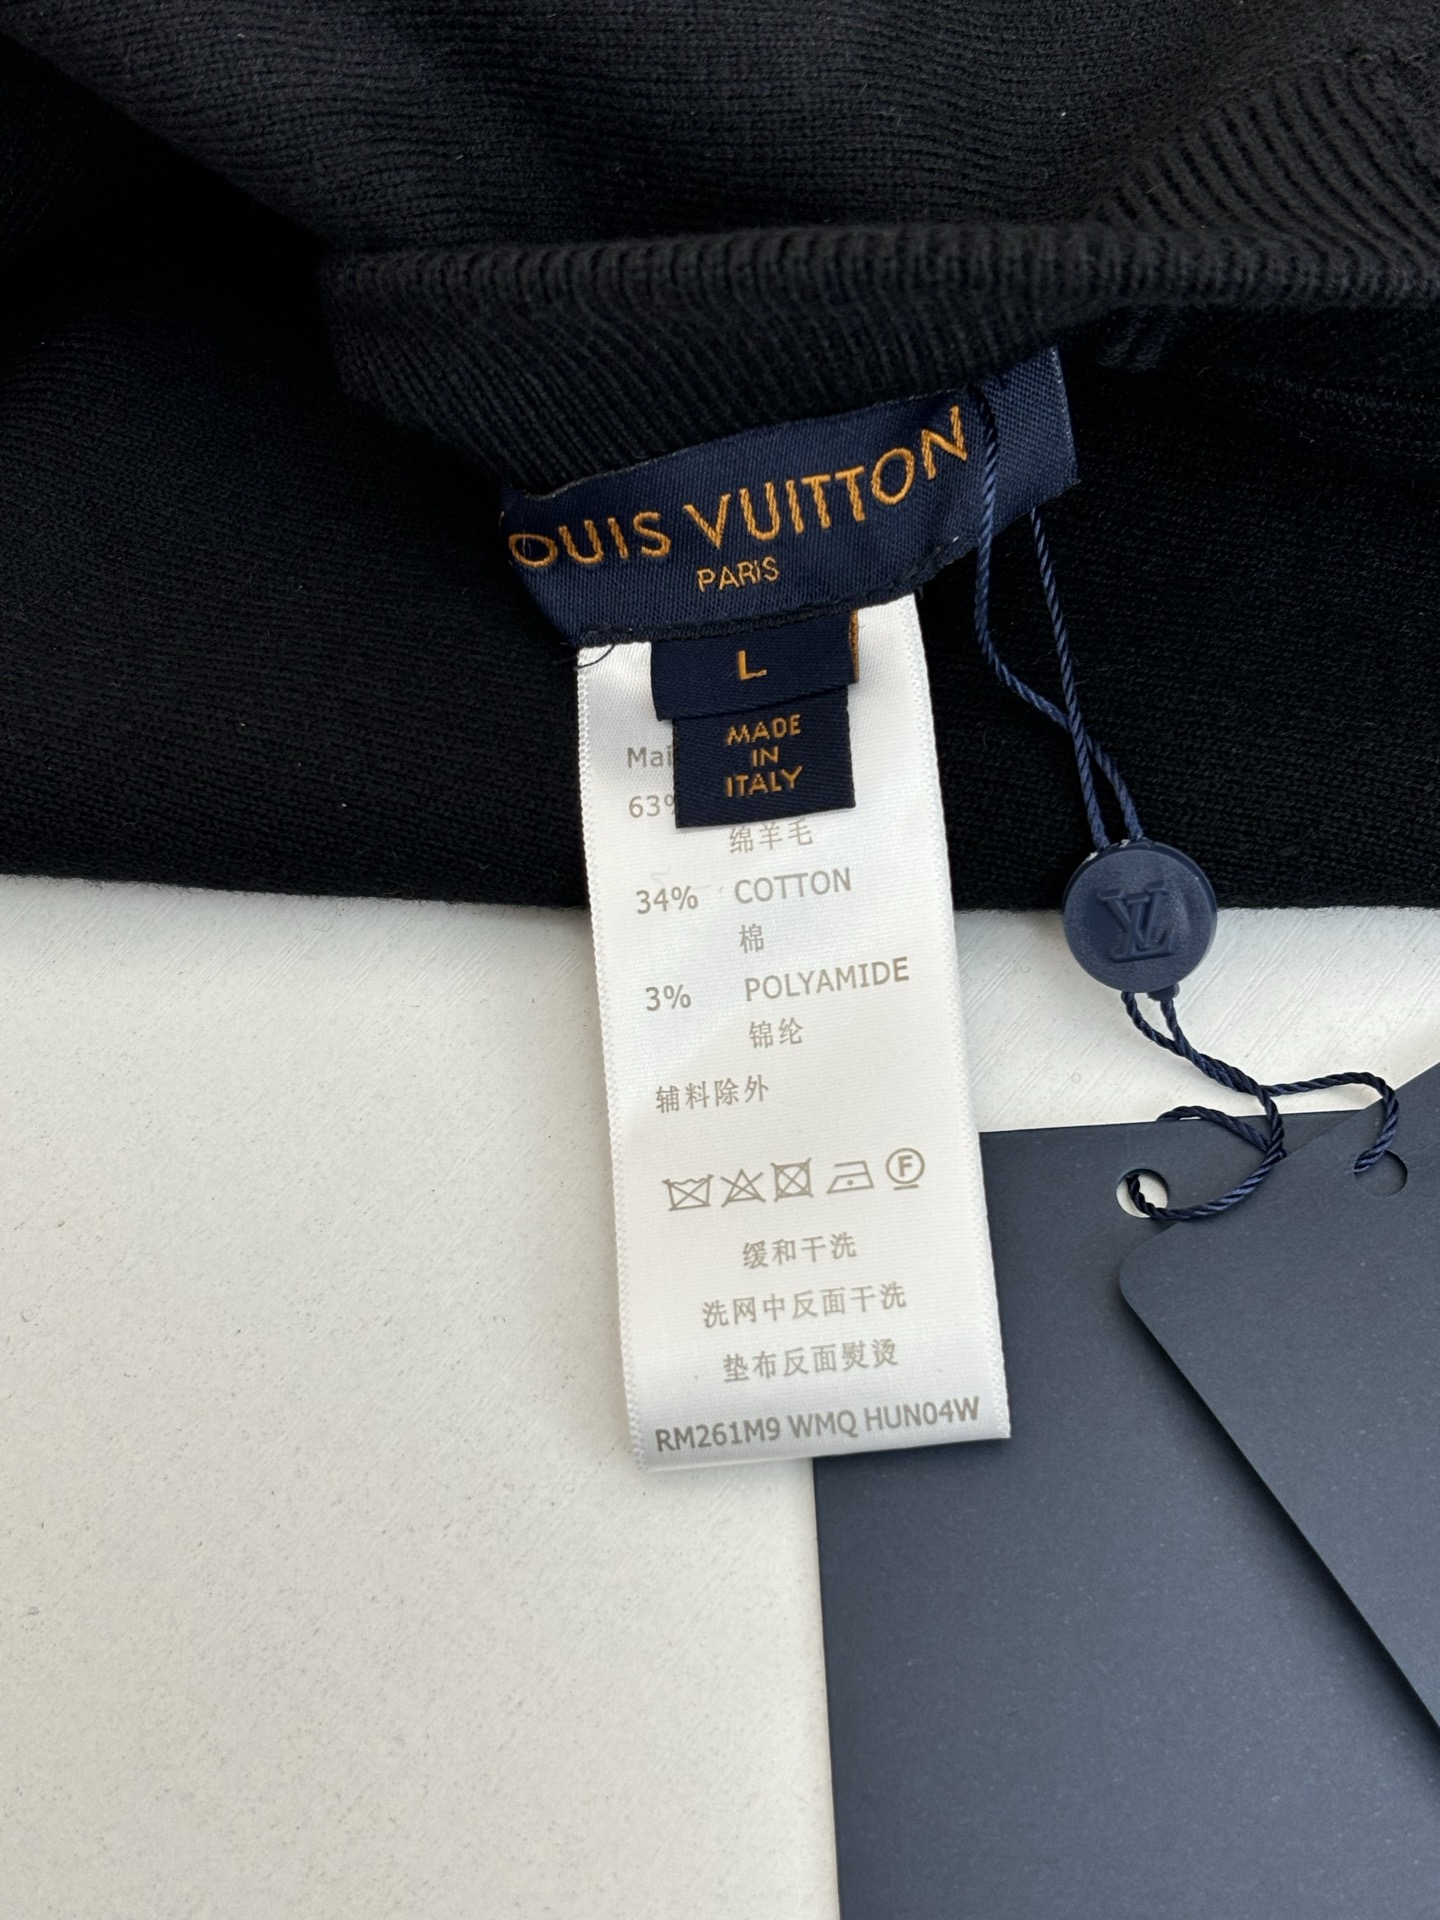 OUIS VUITTON
PARIS
L
MADE
IN
ITALY
63%
绵羊毛
34% COTTON
棉
3% POLYAMIDE
锦纶
辅料除外
F
缓和干洗
洗网中反面干洗
垫布反面熨烫
RM261M9 WMQ HUN04W
LV